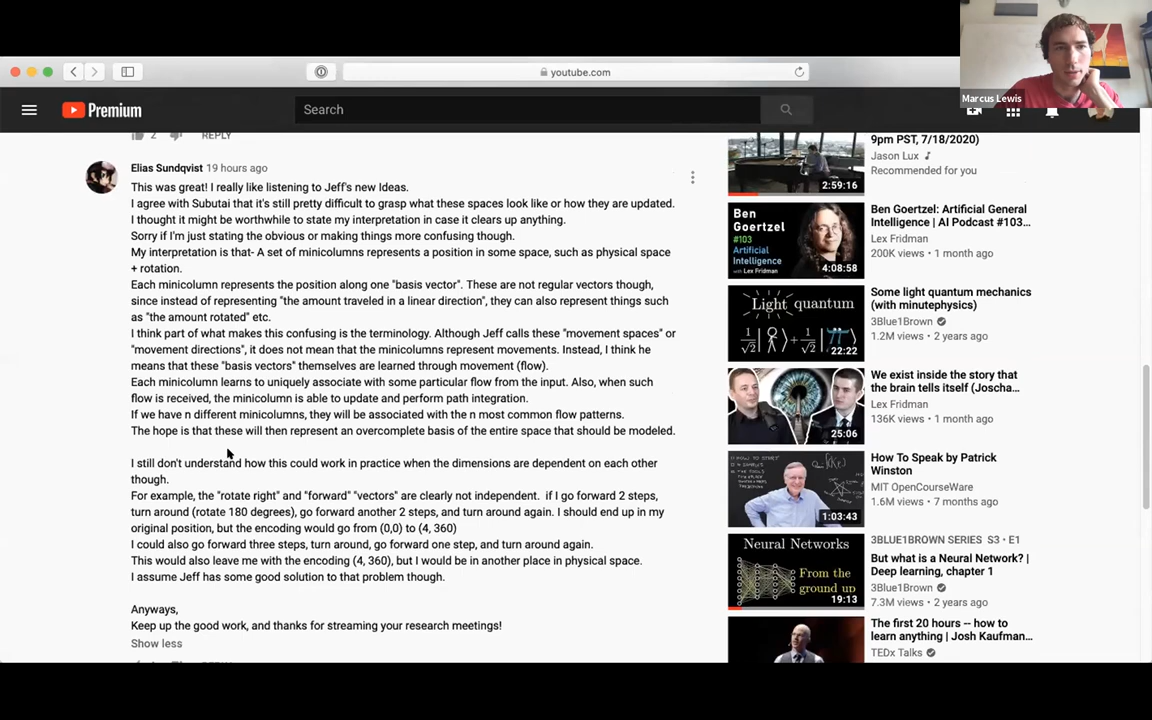 youtube.com
Marcus Lewis
Premium
Search
2 REPLY
Elias Sundqvist 19 hours ago
This was great! I really like listening to Jeff's new Ideas.
I agree with Subutai that it's still pretty difficult to grasp what these spaces look like or how they are updated.
I thought it might be worthwhile to state my interpretation in case it clears up anything.
Sorry if I'm just stating the obvious or making things more confusing though.
My interpretation is that- A set of minicolumns represents a position in some space, such as physical space
+ rotation.
Each minicolumn represents the position along one "basis vector". These are not regular vectors though,
since instead of representing "the amount traveled in a linear direction", they can also represent things such
as "the amount rotated" etc.
I think part of what makes this confusing is the terminology. Although Jeff calls these "movement spaces" or
"movement directions", it does not mean that the minicolumns represent movements. Instead, I think he
means that these "basis vectors" themselves are learned through movement (flow).
Each minicolumn learns to uniquely associate with some particular flow from the input. Also, when such
flow is received, the minicolumn is able to update and perform path integration.
If we have n different minicolumns, they will be associated with the n most common flow patterns.
The hope is that these will then represent an overcomplete basis of the entire space that should be modeled.
I still don't understand how this could work in practice when the dimensions are dependent on each other
though.
For example, the "rotate right" and "forward" "vectors" are clearly not independent. if I go forward 2 steps,
turn around (rotate 180 degrees), go forward another 2 steps, and turn around again. I should end up in my
original position, but the encoding would go from (0,0) to (4, 360)
I could also go forward three steps, turn around, go forward one step, and turn around again.
This would also leave me with the encoding (4, 360), but I would be in another place in physical space.
I assume Jeff has some good solution to that problem though.
Anyways,
Keep up the good work, and thanks for streaming your research meetings!
Show less
9pm PST, 7/18/2020)
Jason Lux
Recommended for you
2:59:16
Ben
Goertzel
#103
Artificial
Intelligence
4:08:58
Ben Goertzel: Artificial General
Intelligence | AI Podcast #103...
Lex Fridman
200K views • 1 month ago
Light quantum
22:22
Some light quantum mechanics
(with minutephysics)
3Blue1Brown
1.2M views • 2 years ago
25:06
We exist inside the story that
the brain tells itself (Joscha...
Lex Fridman
136K views • 1 month ago
1:03:43
How To Speak by Patrick
Winston
MIT OpenCourseWare
1.6M views • 7 months ago
Neural Networks
From the
ground up
19:13
3BLUE1BROWN SERIES S3 • E1
But what is a Neural Network? |
Deep learning, chapter 1
3Blue1Brown
7.3M views • 2 years ago
The first 20 hours -- how to
learn anything | Josh Kaufman...
TEDx Talks